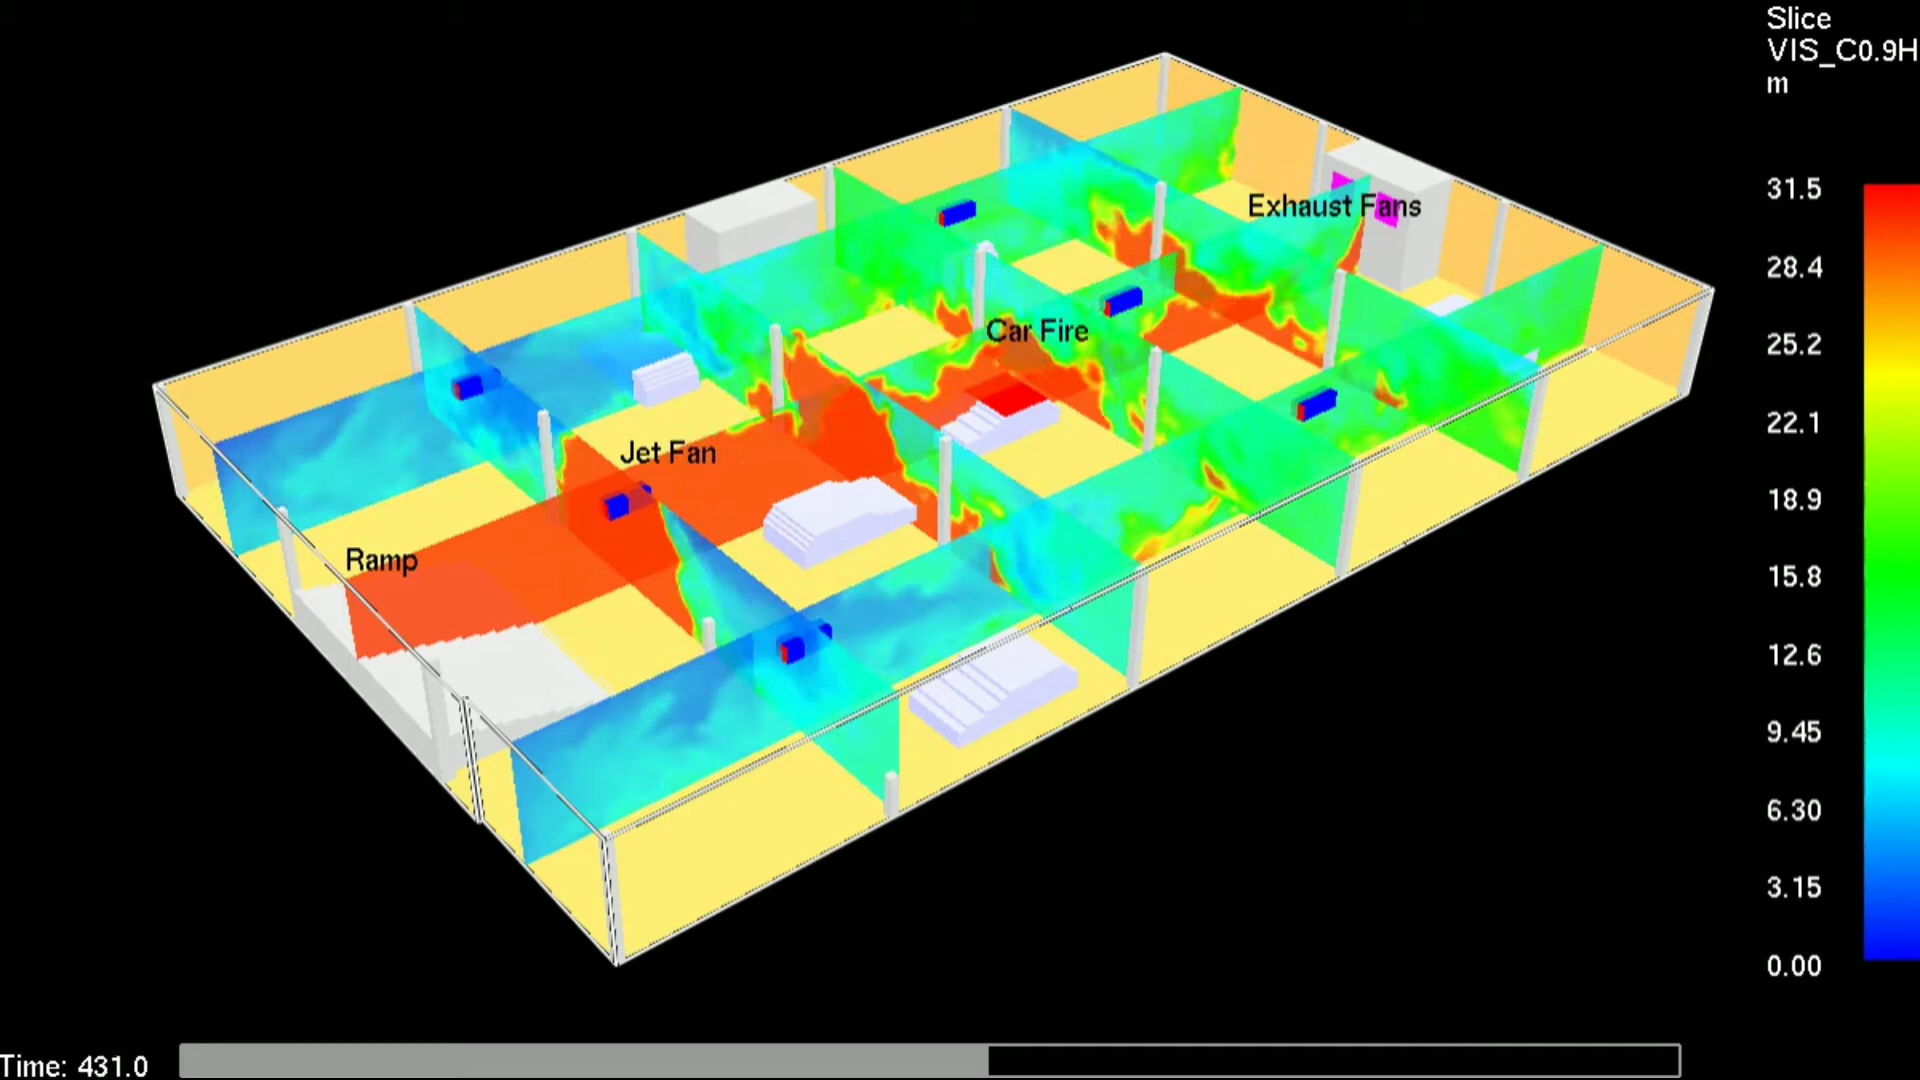 Slice
VIS_C0.9H
m
31.5
28.4
25.2
22.1
18.9
15.8
12.6
9.45
6.30
3.15
0.00
Exhaust Fans
Car Fire
Jet Fan
Ramp
Time: 431.0